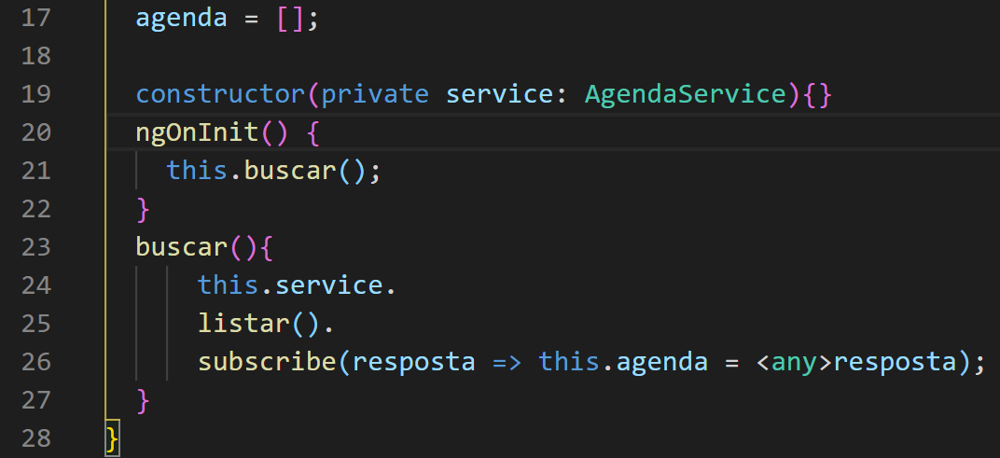 17 agenda = [];
18
19 constructor(private service: AgendaService){}
20 ngOnInit() {
21 this.buscar();
22 }
23 buscar(){
24 this.service.
25 listar().
26 subscribe(resposta => this.agenda = <any>resposta);
27 }
28 }